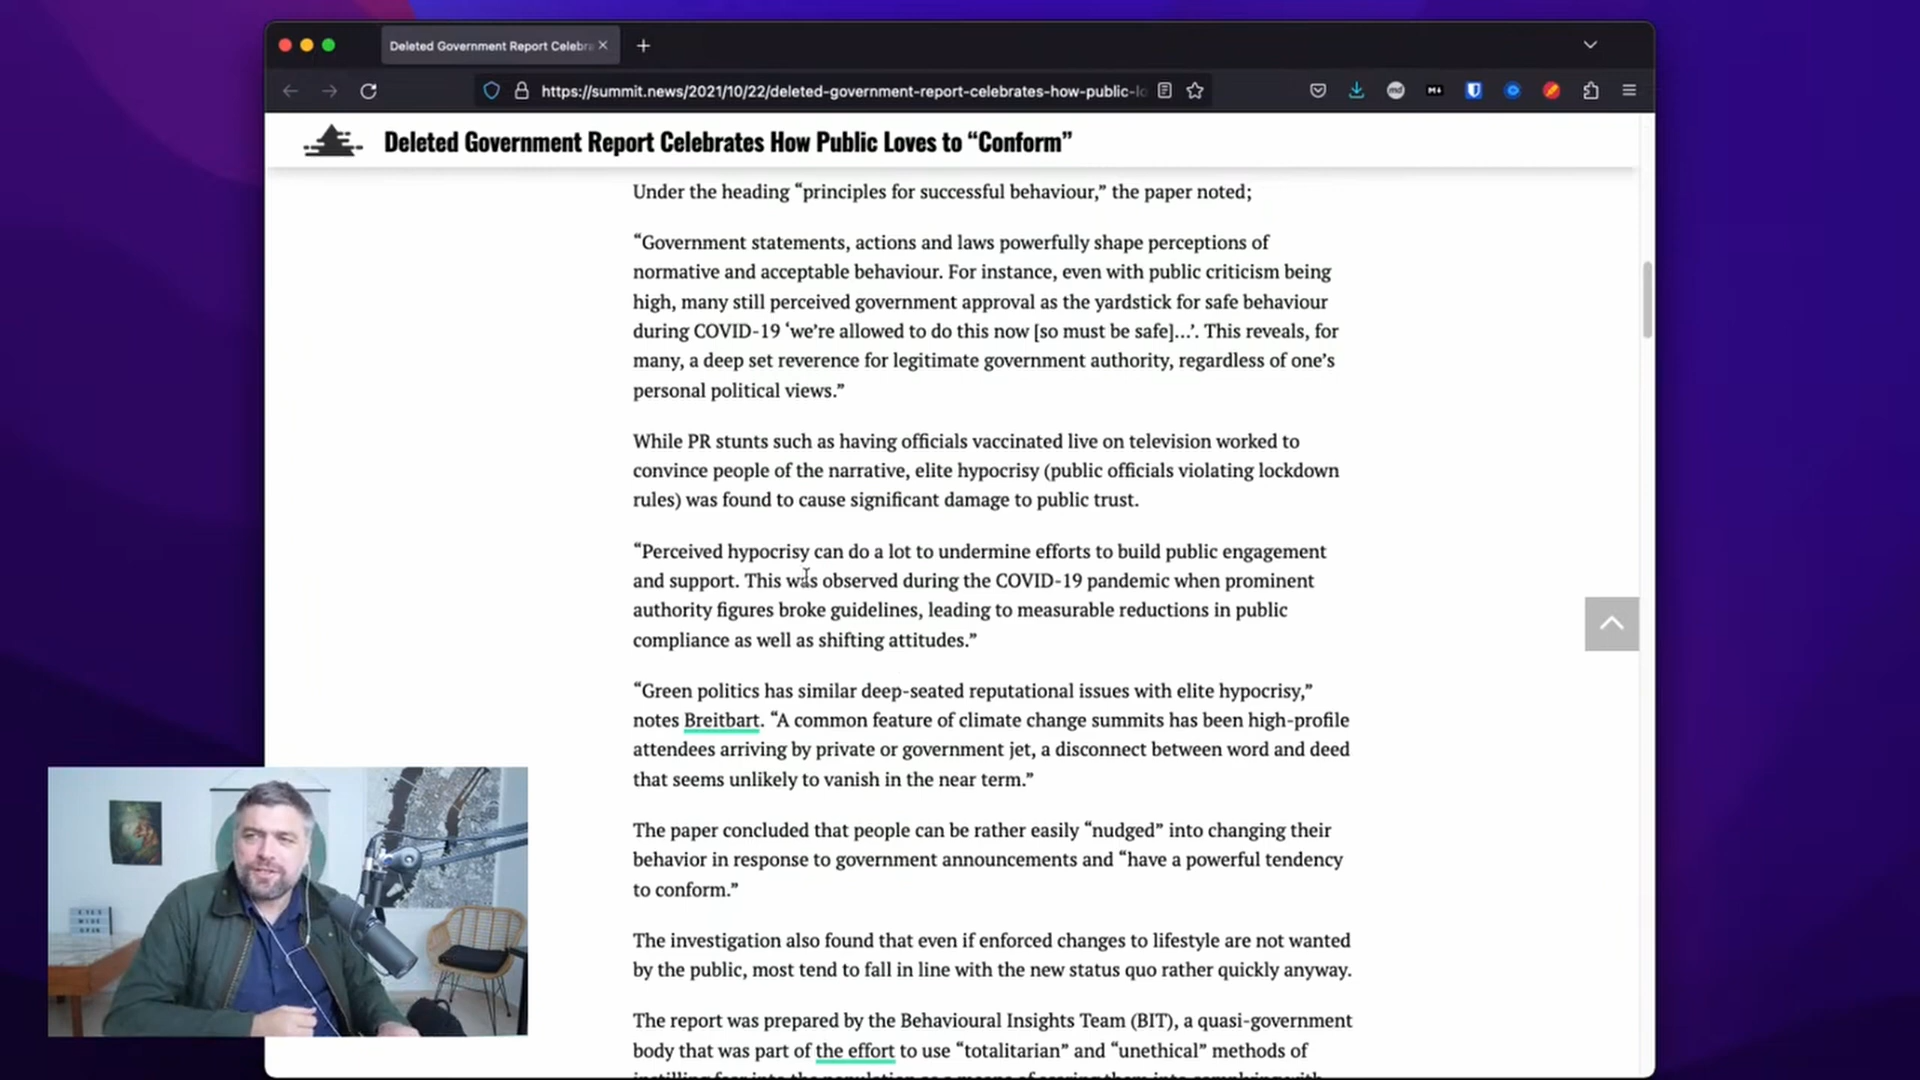 Deleted Government Report Celebr
https://summit.news/2021/10/22/deleted-government-report-celebrates-how-public-lo
Deleted Government Report Celebrates How Public Loves to “Conform”
Under the heading “principles for successful behaviour,” the paper noted;
“Government statements, actions and laws powerfully shape perceptions of
normative and acceptable behaviour. For instance, even with public criticism being
high, many still perceived government approval as the yardstick for safe behaviour
during COVID-19 ‘we’re allowed to do this now [so must be safe]...’. This reveals, for
many, a deep set reverence for legitimate government authority, regardless of one’s
personal political views.”
While PR stunts such as having officials vaccinated live on television worked to
convince people of the narrative, elite hypocrisy (public officials violating lockdown
rules) was found to cause significant damage to public trust.
“Perceived hypocrisy can do a lot to undermine efforts to build public engagement
and support. This was observed during the COVID-19 pandemic when prominent
authority figures broke guidelines, leading to measurable reductions in public
compliance as well as shifting attitudes.”
“Green politics has similar deep-seated reputational issues with elite hypocrisy,”
notes Breitbart. “A common feature of climate change summits has been high-profile
attendees arriving by private or government jet, a disconnect between word and deed
that seems unlikely to vanish in the near term.”
The paper concluded that people can be rather easily “nudged” into changing their
behavior in response to government announcements and “have a powerful tendency
to conform.”
The investigation also found that even if enforced changes to lifestyle are not wanted
by the public, most tend to fall in line with the new status quo rather quickly anyway.
The report was prepared by the Behavioural Insights Team (BIT), a quasi-government
body that was part of the effort to use “totalitarian” and “unethical” methods of
EYES
WIDE
OPEN